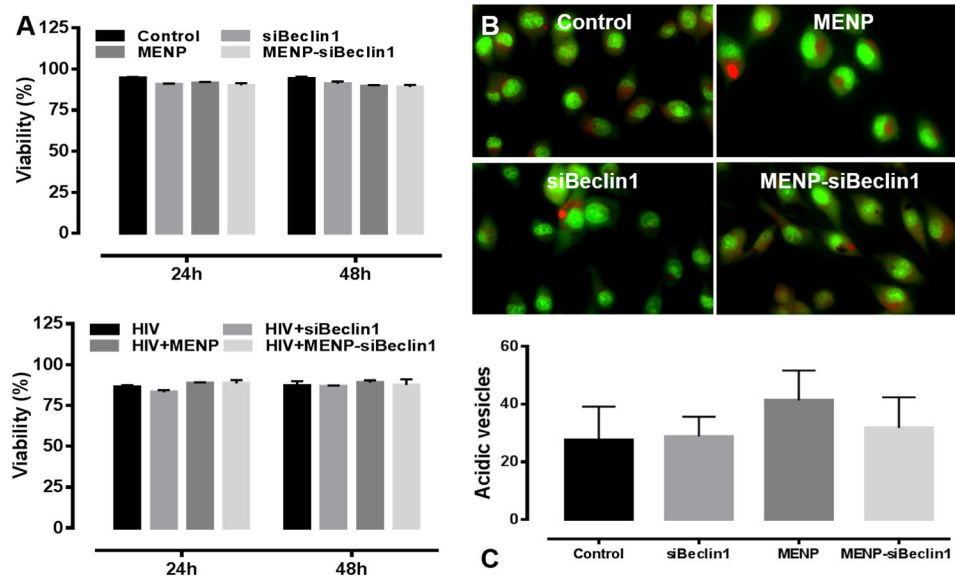 A
125
100
75
50
25
0
Viability (%)
Control
siBeclin1
MENP
MENP-siBeclin1
24h
48h
125
100
75
50
25
0
Viability (%)
HIV
HIV+siBeclin1
HIV+MENP
HIV+MENP-siBeclin1
24h
48h
B
Control
MENP
siBeclin1
MENP-siBeclin1
60
40
20
0
Acidic vesicles
Control
siBeclin1
MENP
MENP-siBeclin1
C